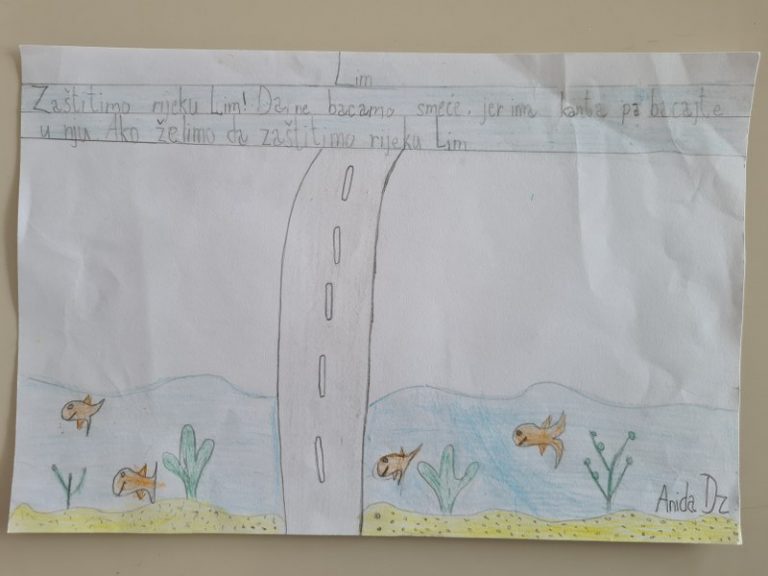 Lim
Zaštitimo rijeku Lim! Da ne bacamo smeće, jer ima kanta pa bacajte
u nju. Ako želimo da zaštitimo rijeku Lim
Anida Dz